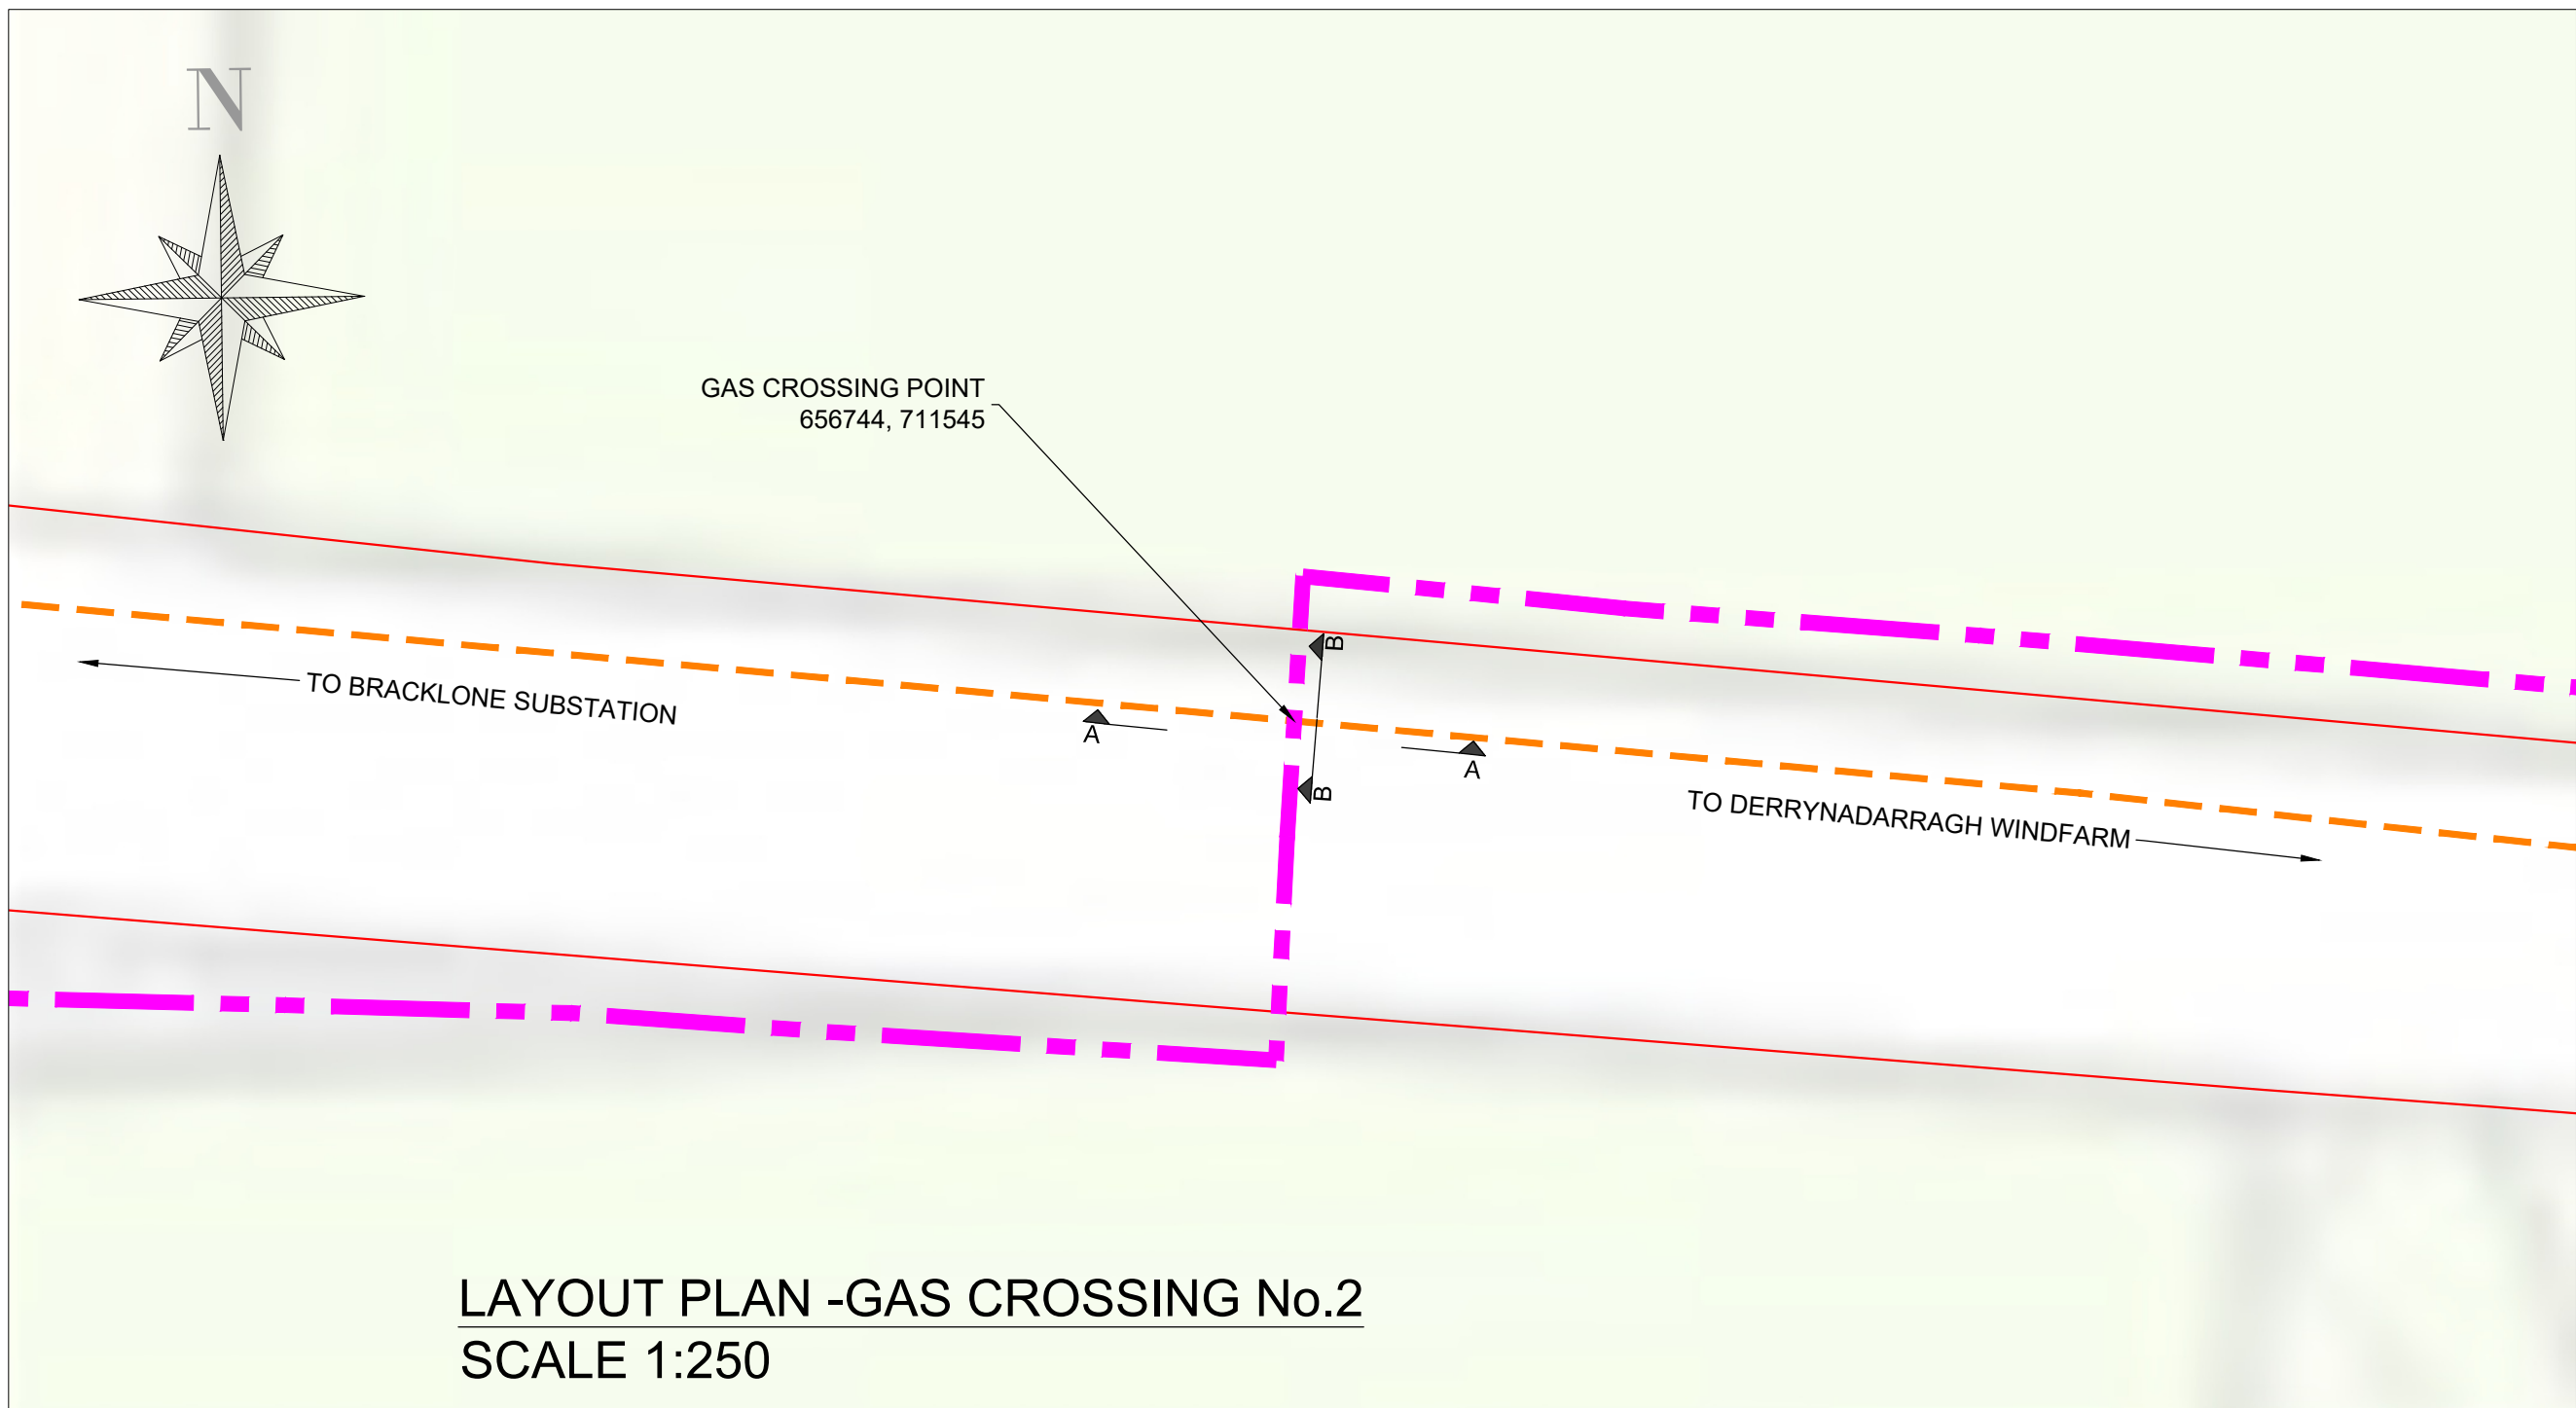 N
GAS CROSSING POINT
656744, 711545
B
TO BRACKLONE SUBSTATION
A
A
B
TO DERRYNADARRAGH WINDFARM
LAYOUT PLAN -GAS CROSSING No.2
SCALE 1:250